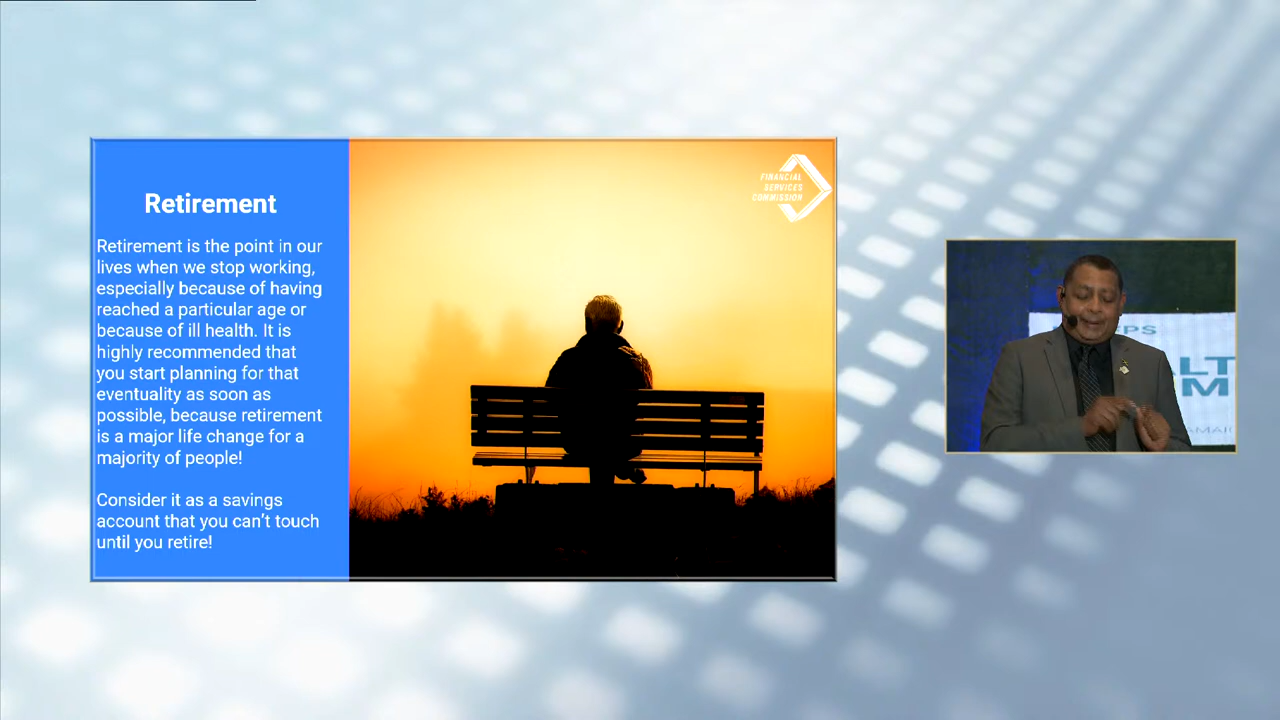 Retirement
Retirement is the point in our
lives when we stop working,
especially because of having
reached a particular age or
because of ill health. It is
highly recommended that
you start planning for that
eventuality as soon as
possible, because retirement
is a major life change for a
majority of people!
Consider it as a savings
account that you can't touch
until you retire!
FINANCIAL
SERVICES
COMMISSION